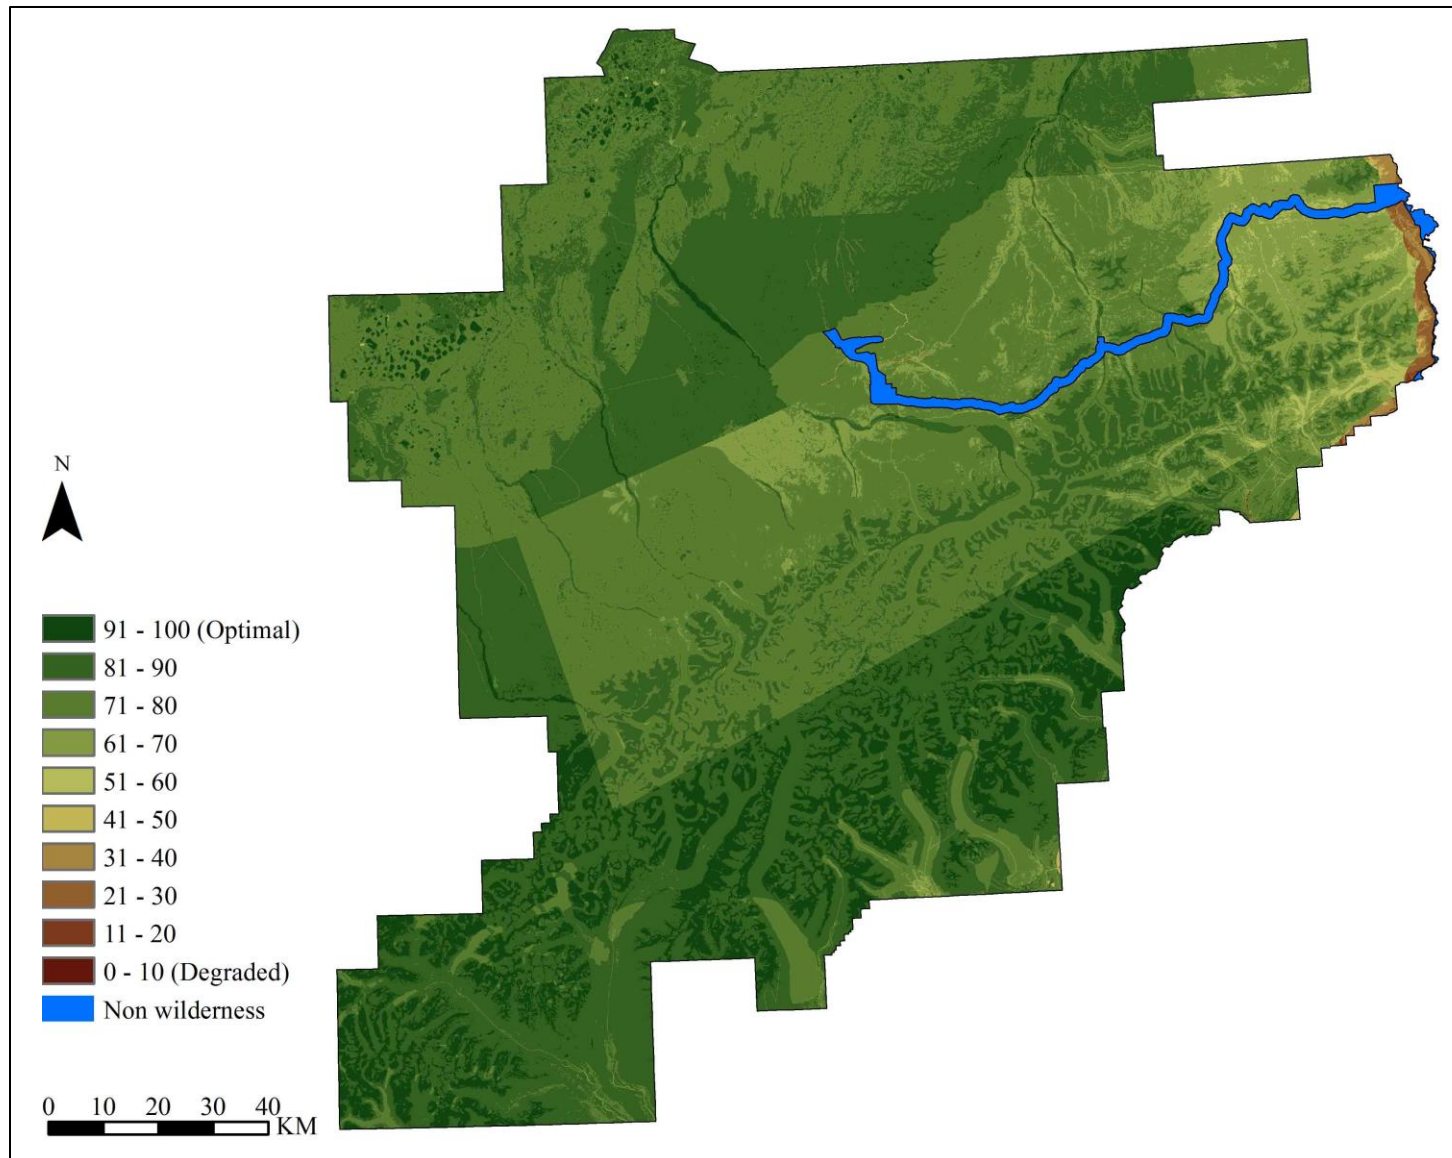 N
91 - 100 (Optimal)
81 - 90
71 - 80
61 - 70
51 - 60
41 - 50
31 - 40
21 - 30
11 - 20
0 - 10 (Degraded)
Non wilderness
0 10 20 30 40
KM